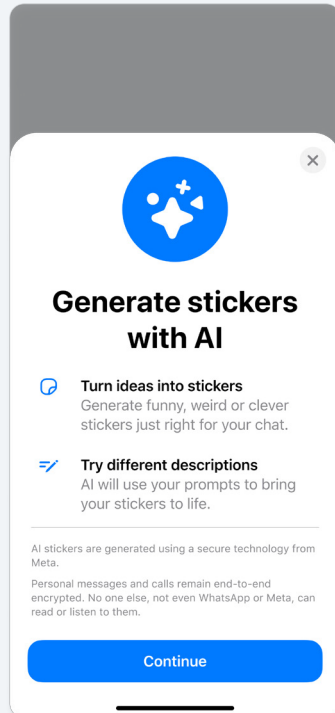 Generate stickers
with AI
Turn ideas into stickers
Generate funny, weird or clever
stickers just right for your chat.
Try different descriptions
AI will use your prompts to bring
your stickers to life.
AI stickers are generated using a secure technology from
Meta.
Personal messages and calls remain end-to-end
encrypted. No one else, not even WhatsApp or Meta, can
read or listen to them.
Continue